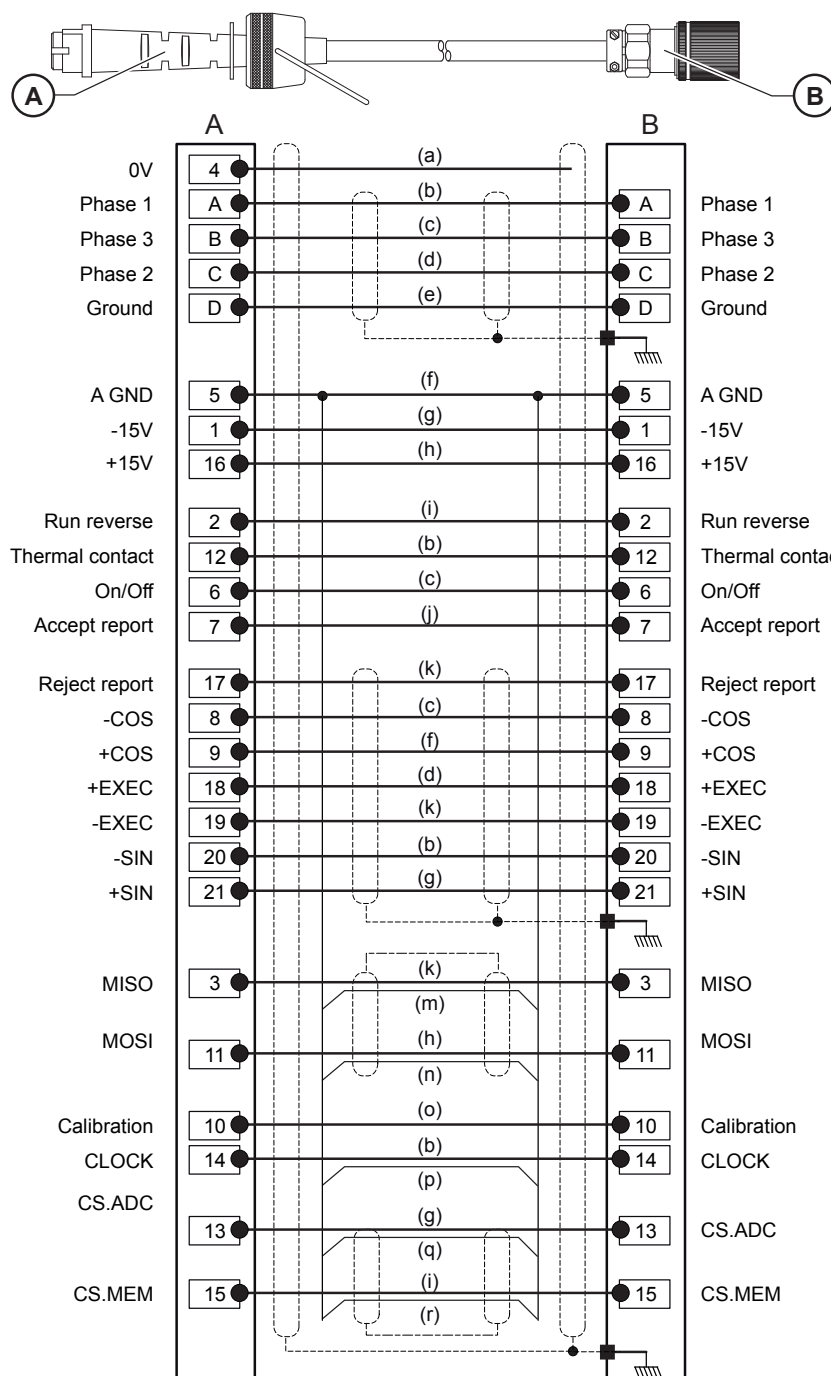 A B
A B
0V 4 (a)
Phase 1 A (b) A Phase 1
Phase 3 B (c) B Phase 3
Phase 2 C (d) C Phase 2
Ground D (e) D Ground
A GND 5 (f) 5 A GND
-15V 1 (g) 1 -15V
+15V 16 (h) 16 +15V
Run reverse 2 (i) 2 Run reverse
Thermal contact 12 (b) 12 Thermal contac
On/Off 6 (c) 6 On/Off
Accept report 7 (j) 7 Accept report
Reject report 17 (k) 17 Reject report
-COS 8 (c) 8 -COS
+COS 9 (f) 9 +COS
+EXEC 18 (d) 18 +EXEC
-EXEC 19 (k) 19 -EXEC
-SIN 20 (b) 20 -SIN
+SIN 21 (g) 21 +SIN
MISO 3 (k) 3 MISO
(m)
MOSI 11 (h) 11 MOSI
(n)
Calibration 10 (o) 10 Calibration
CLOCK 14 (b) 14 CLOCK
(p)
CS.ADC 13 (g) 13 CS.ADC
(q)
CS.MEM 15 (i) 15 CS.MEM
(r)